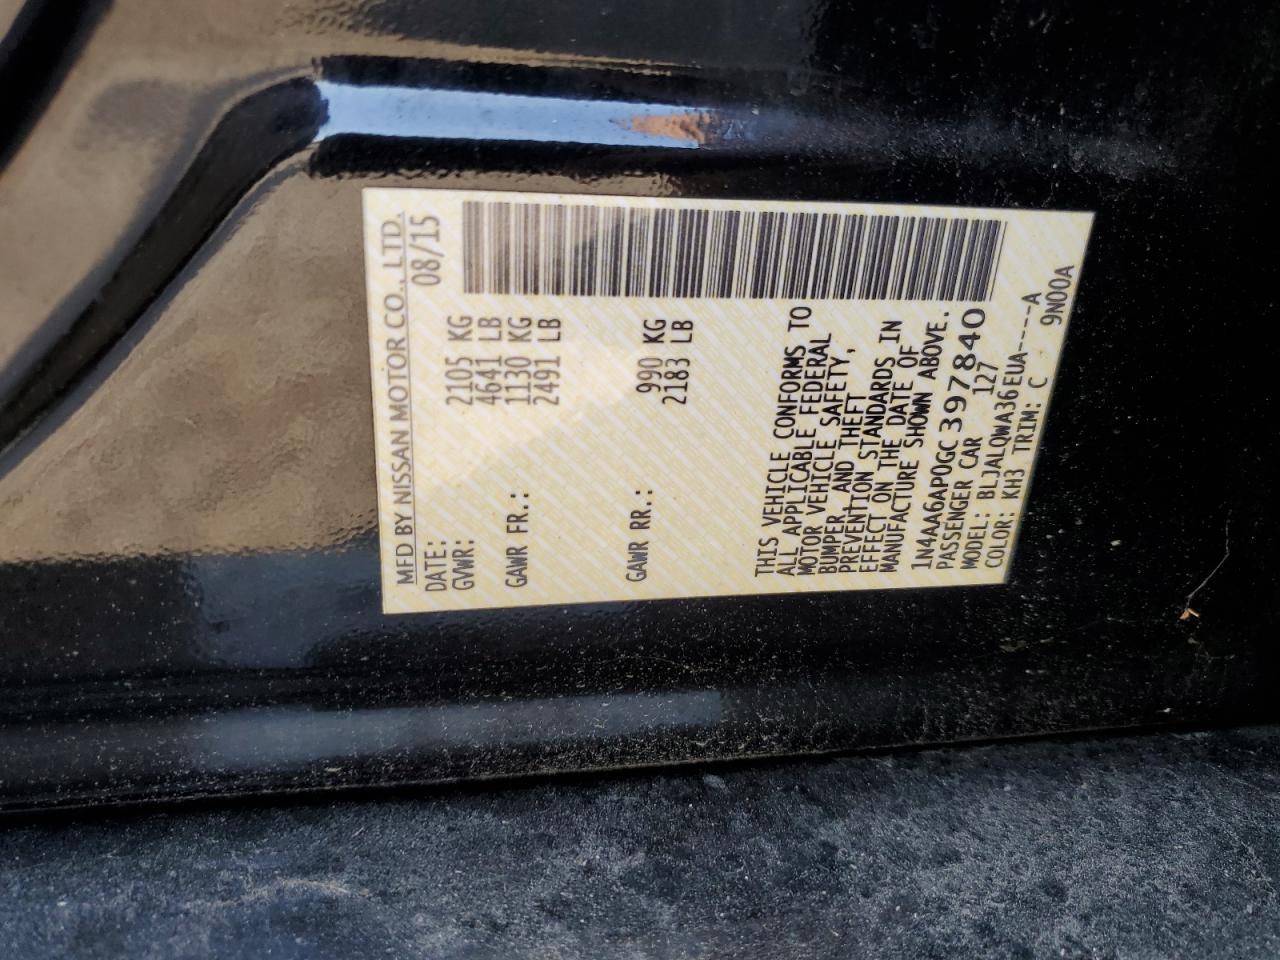 MFD BY NISSAN MOTOR CO., LTD.
DATE: 08/15
GVWR: 2105 KG
4641 LB
GAWR FR.: 1130 KG
2491 LB
GAWR RR.: 990 KG
2183 LB
THIS VEHICLE CONFORMS TO
ALL APPLICABLE FEDERAL
MOTOR VEHICLE SAFETY,
BUMPER, AND THEFT
PREVENTION STANDARDS IN
EFFECT ON THE DATE OF
MANUFACTURE SHOWN ABOVE.
1N4AA6AP0GC397840
PASSENGER CAR 127
MODEL: BLJALQWA36EUA----A
COLOR: KH3 TRIM: C 9N00A